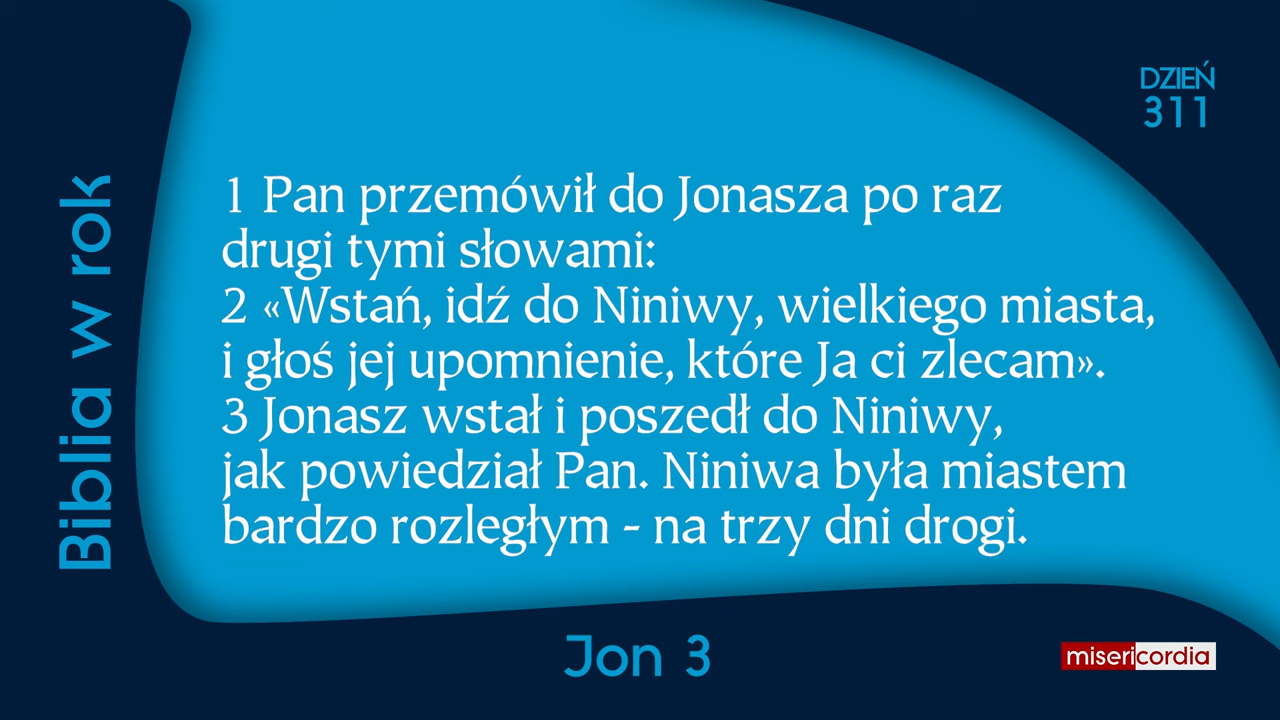 DZIEŃ
311
Biblia w rok
1 Pan przemówił do Jonasza po raz
drugi tymi słowami:
2 «Wstań, idź do Niniwy, wielkiego miasta,
i głoś jej upomnienie, które Ja ci zlecam».
3 Jonasz wstał i poszedł do Niniwy,
jak powiedział Pan. Niniwa była miastem
bardzo rozległym - na trzy dni drogi.
Jon 3
misericordia